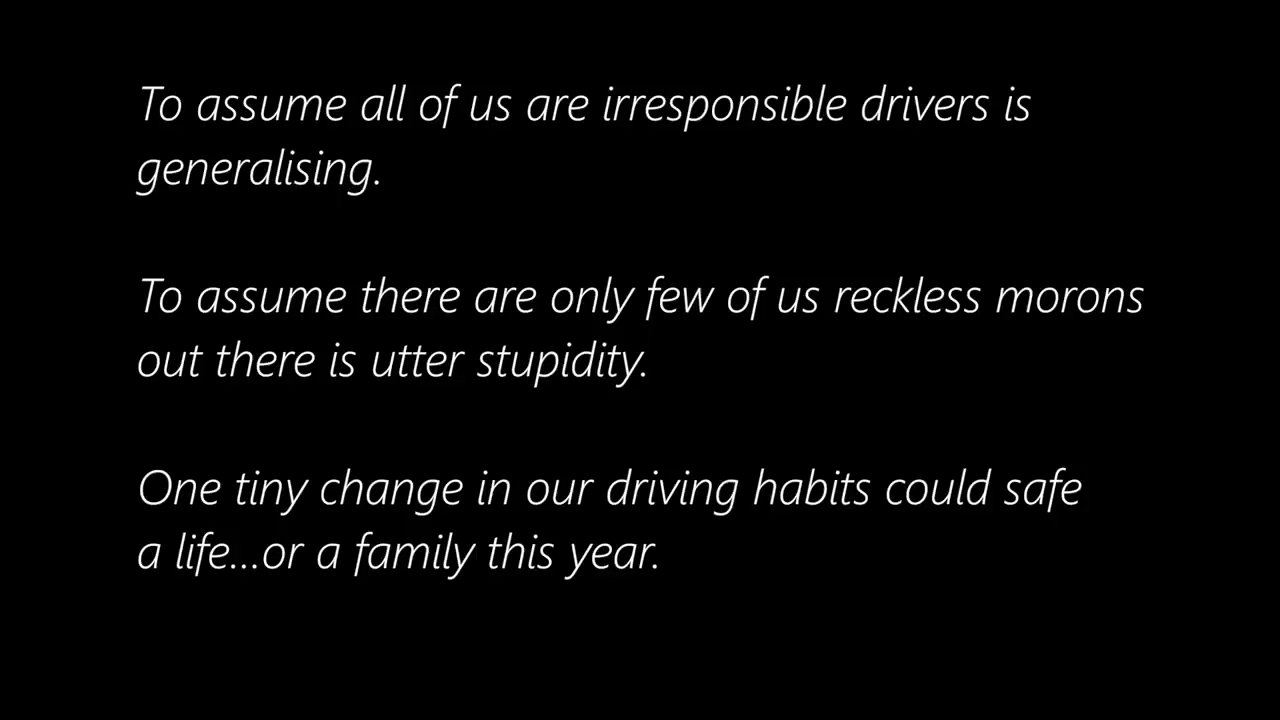 To assume all of us are irresponsible drivers is
generalising.
To assume there are only few of us reckless morons
out there is utter stupidity.
One tiny change in our driving habits could safe
a life...or a family this year.